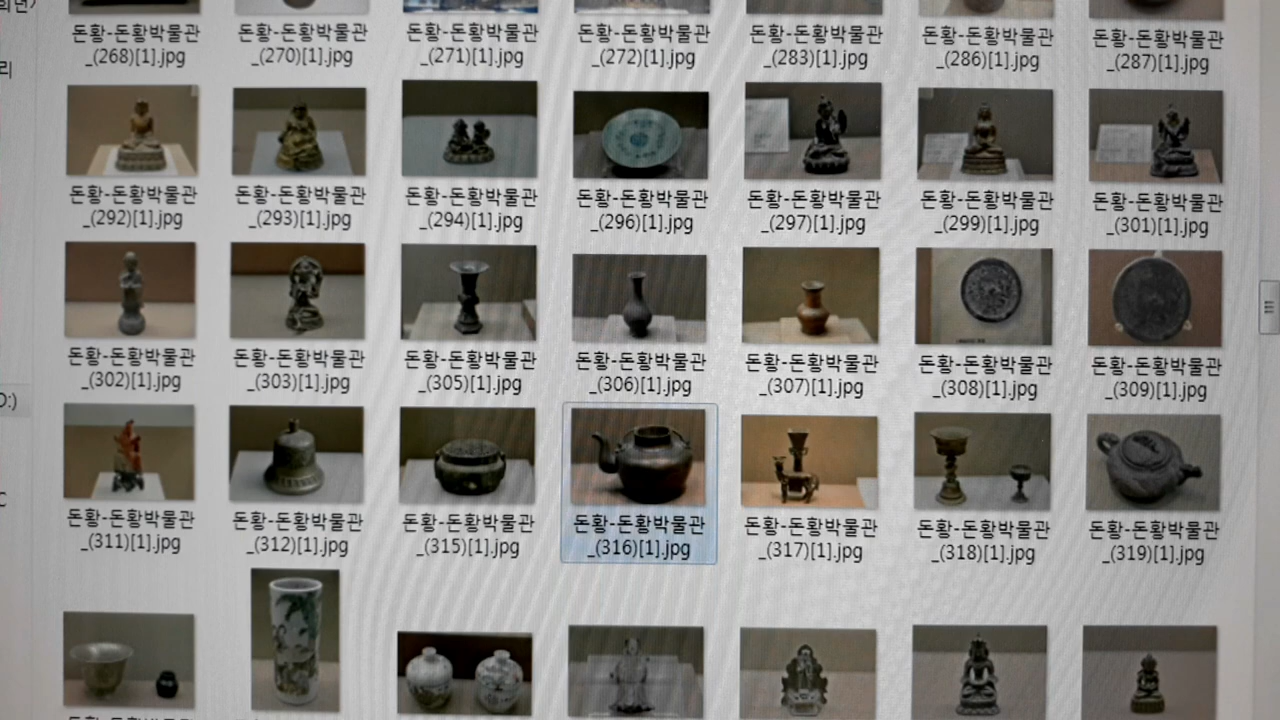 돈황-돈황박물관
_(268)[1].jpg
돈황-돈황박물관
_(270)[1].jpg
돈황-돈황박물관
_(271)[1].jpg
돈황-돈황박물관
_(272)[1].jpg
돈황-돈황박물관
_(283)[1].jpg
돈황-돈황박물관
_(286)[1].jpg
돈황-돈황박물관
_(287)[1].jpg
돈황-돈황박물관
_(292)[1].jpg
돈황-돈황박물관
_(293)[1].jpg
돈황-돈황박물관
_(294)[1].jpg
돈황-돈황박물관
_(296)[1].jpg
돈황-돈황박물관
_(297)[1].jpg
돈황-돈황박물관
_(299)[1].jpg
돈황-돈황박물관
_(301)[1].jpg
돈황-돈황박물관
_(302)[1].jpg
돈황-돈황박물관
_(303)[1].jpg
돈황-돈황박물관
_(305)[1].jpg
돈황-돈황박물관
_(306)[1].jpg
돈황-돈황박물관
_(307)[1].jpg
돈황-돈황박물관
_(308)[1].jpg
돈황-돈황박물관
_(309)[1].jpg
돈황-돈황박물관
_(311)[1].jpg
돈황-돈황박물관
_(312)[1].jpg
돈황-돈황박물관
_(315)[1].jpg
돈황-돈황박물관
_(316)[1].jpg
돈황-돈황박물관
_(317)[1].jpg
돈황-돈황박물관
_(318)[1].jpg
돈황-돈황박물관
_(319)[1].jpg
리
D:)
C